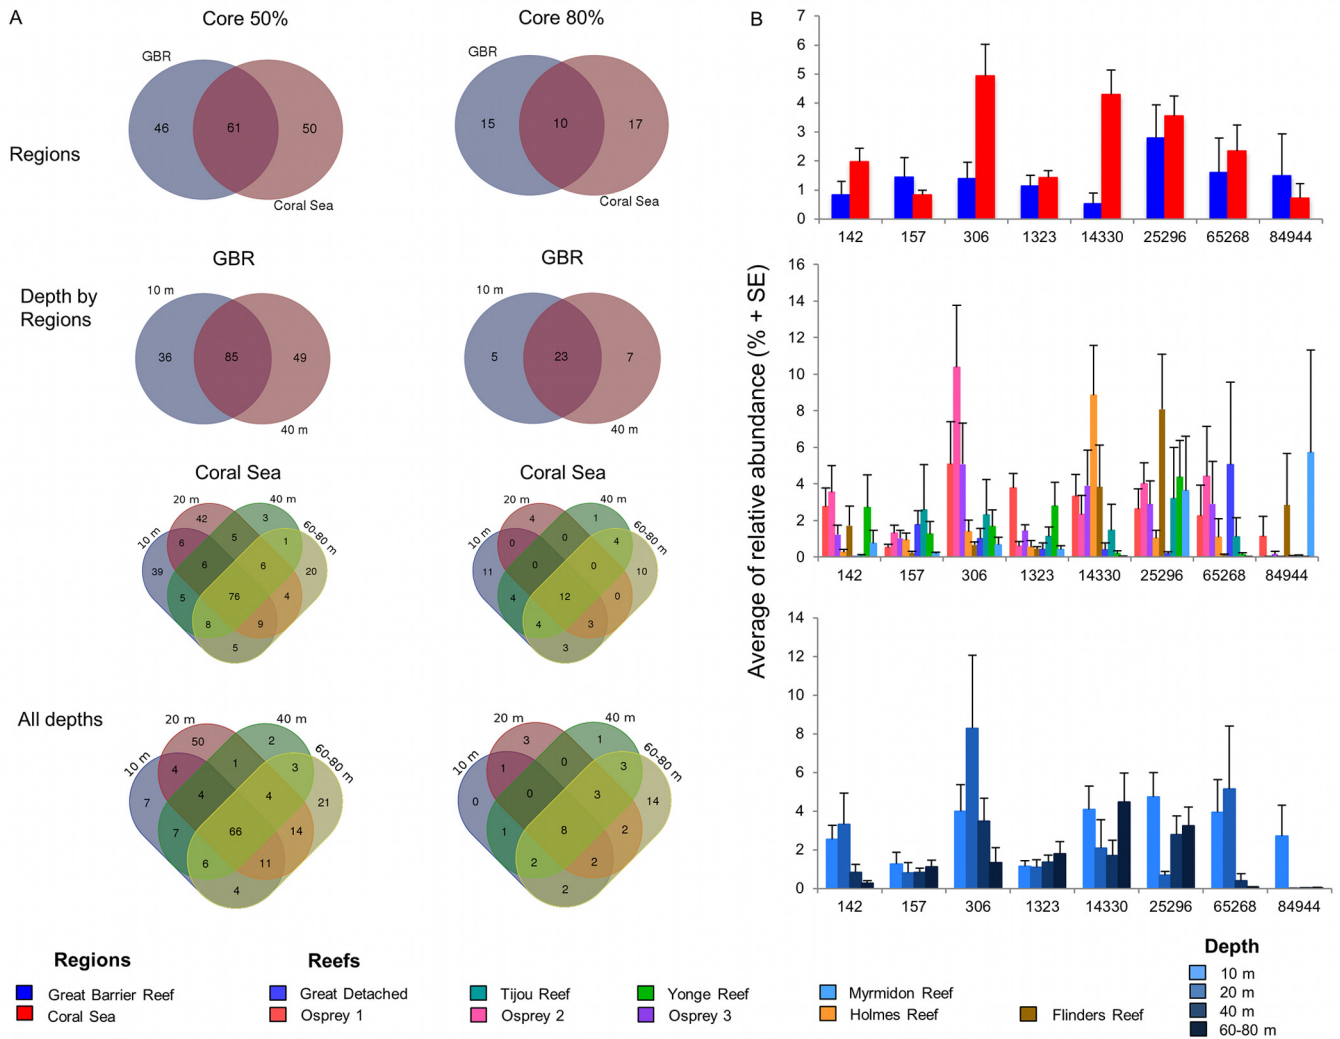 A
Core 50%
Core 80%
Regions
GBR
46
61
50
Coral Sea
GBR
15
10
17
Coral Sea
Depth by
Regions
GBR
10 m
36
85
49
40 m
GBR
10 m
5
23
7
40 m
Coral Sea
10 m
20 m
40 m
60-80 m
42
3
6
5
1
39
6
6
20
5
76
4
8
9
5
Coral Sea
10 m
20 m
40 m
60-80 m
4
1
0
0
4
11
0
0
10
4
12
0
4
3
3
All depths
10 m
20 m
40 m
60-80 m
50
2
4
1
3
7
4
4
21
7
66
14
6
11
4
10 m
20 m
40 m
60-80 m
3
1
1
0
3
0
0
3
14
1
8
2
2
2
2
B
Average of relative abundance (% + SE)
7
6
5
4
3
2
1
0
142 157 306 1323 14330 25296 65268 84944
16
14
12
10
8
6
4
2
0
142 157 306 1323 14330 25296 65268 84944
14
12
10
8
6
4
2
0
142 157 306 1323 14330 25296 65268 84944
Regions
Great Barrier Reef
Coral Sea
Reefs
Great Detached
Tijou Reef
Yonge Reef
Myrmidon Reef
Osprey 1
Osprey 2
Osprey 3
Holmes Reef
Flinders Reef
Depth
10 m
20 m
40 m
60-80 m